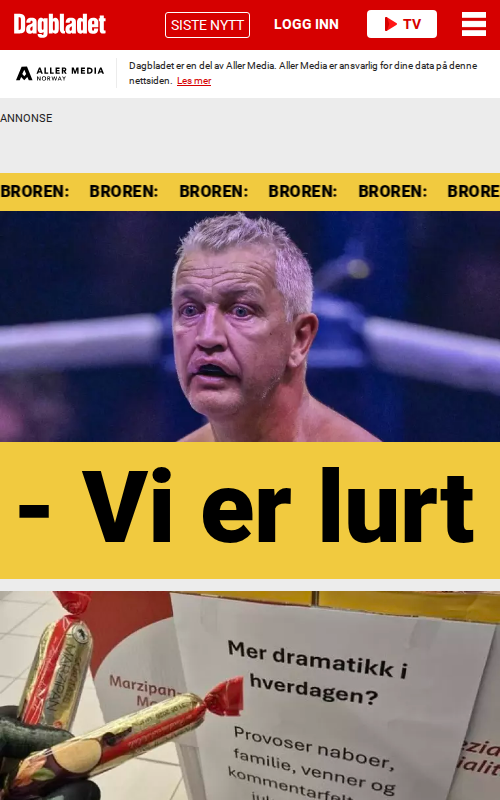 Dagbladet
SISTE NYTT
LOGG INN
TV
ALLER MEDIA
NORWAY
Dagbladet er en del av Aller Media. Aller Media er ansvarlig for dine data på denne
nettsiden. Les mer
ANNONSE
BROREN: BROREN: BROREN: BROREN: BROREN: BRORE
- Vi er lurt
MARZIPAN
Marzipan-
Mer dramatikk i
hverdagen?
Provoser naboer,
familie, venner og
kommentarfelt